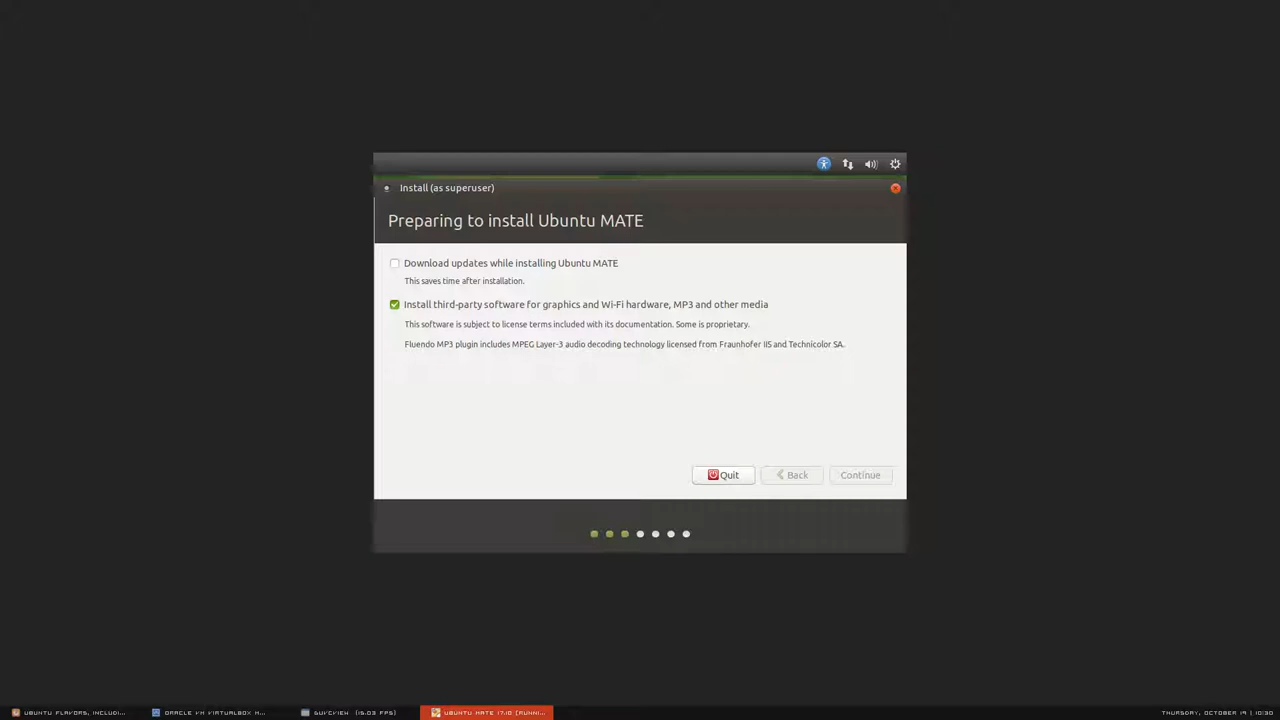 Install (as superuser)
Preparing to install Ubuntu MATE
Download updates while installing Ubuntu MATE
This saves time after installation.
Install third-party software for graphics and Wi-Fi hardware, MP3 and other media
This software is subject to license terms included with its documentation. Some is proprietary.
Fluendo MP3 plugin includes MPEG Layer-3 audio decoding technology licensed from Fraunhofer IIS and Technicolor SA.
Quit
Back
Continue
UBUNTU FLAVORS, INCLUDI...
ORACLE VM VIRTUALBOX M...
GUVCVIEW (15.03 FPS)
UBUNTU MATE 17.10 [RUNNI...
THURSDAY, OCTOBER 19 | 10:30